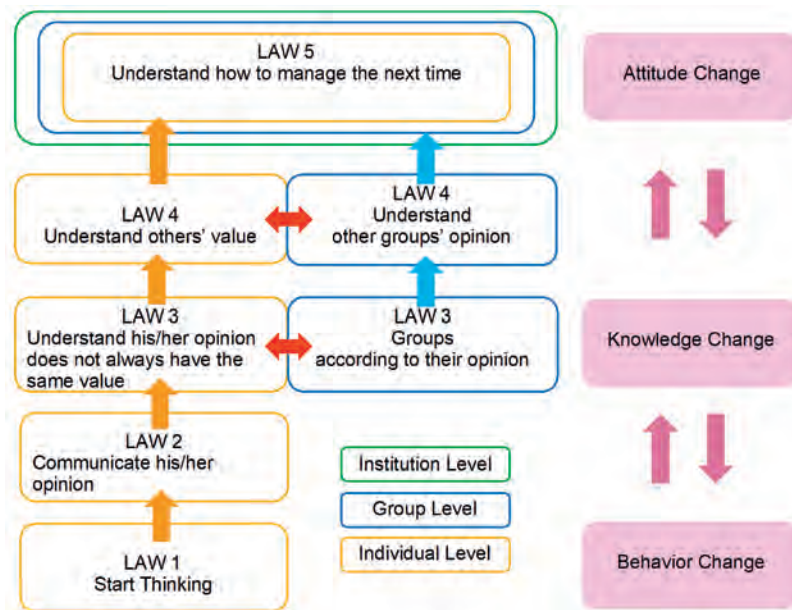 LAW 5
Understand how to manage the next time
Attitude Change
LAW 4
Understand others' value
LAW 4
Understand
other groups' opinion
LAW 3
Understand his/her opinion
does not always have the
same value
LAW 3
Groups
according to their opinion
Knowledge Change
LAW 2
Communicate his/her
opinion
Institution Level
Group Level
Individual Level
LAW 1
Start Thinking
Behavior Change